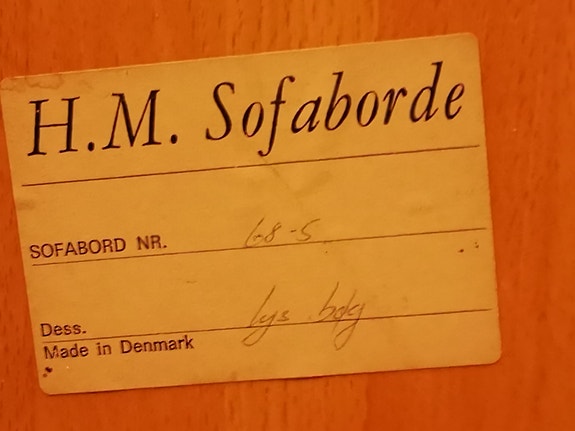 H.M. Sofaborde
SOFABORD NR. 68-5
Dess. lys bøg
Made in Denmark